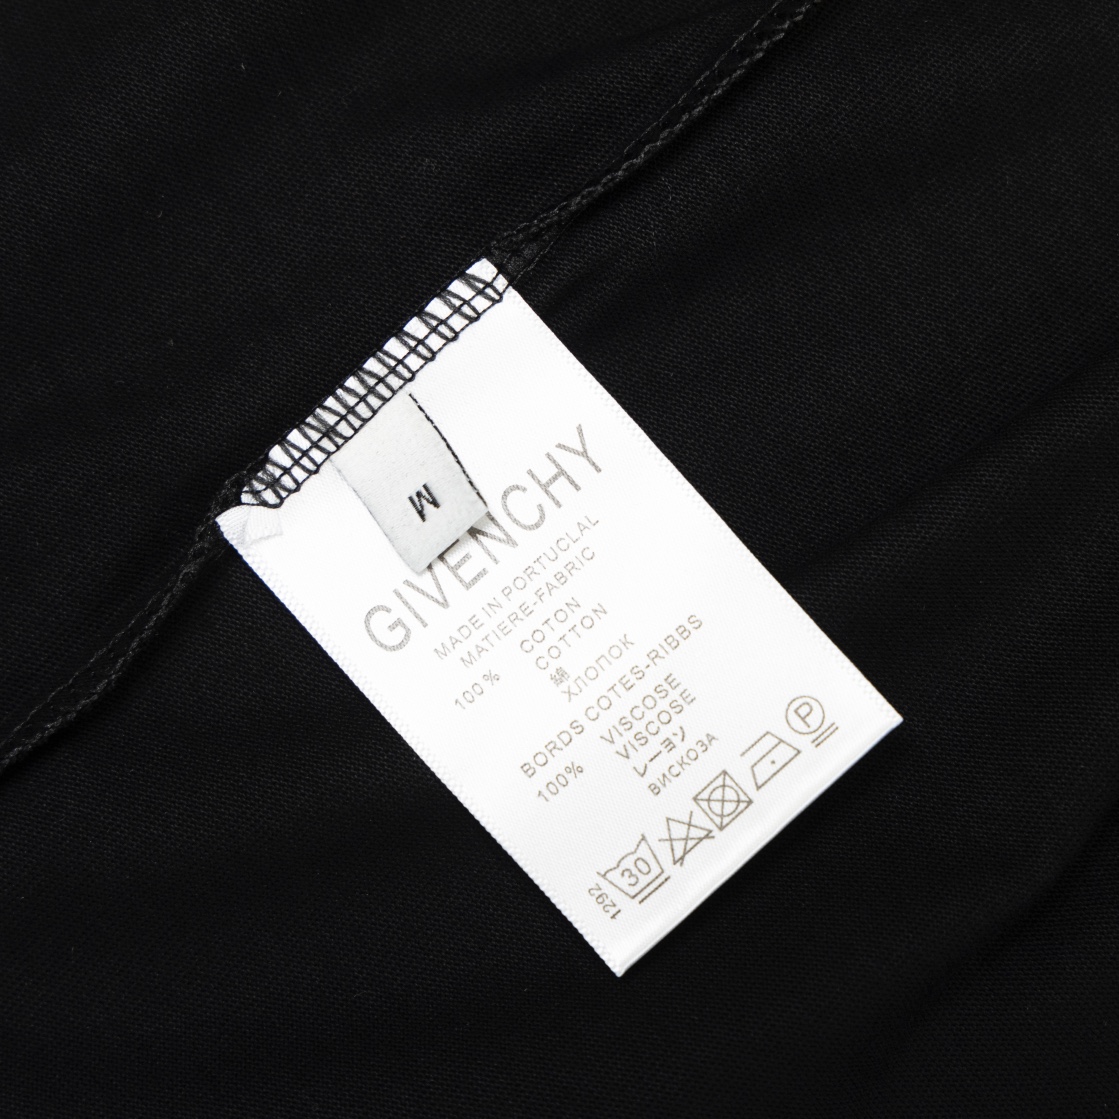 M
GIVENCHY
MADE IN PORTUCLAL
MATIERE-FABRIC
100% COTON
COTTON
綿
ХЛОПОК
BORDS COTES-RIBBS
100% VISCOSE
VISCOSE
レーヨソ
ВИСКОЗА
1292 30 P